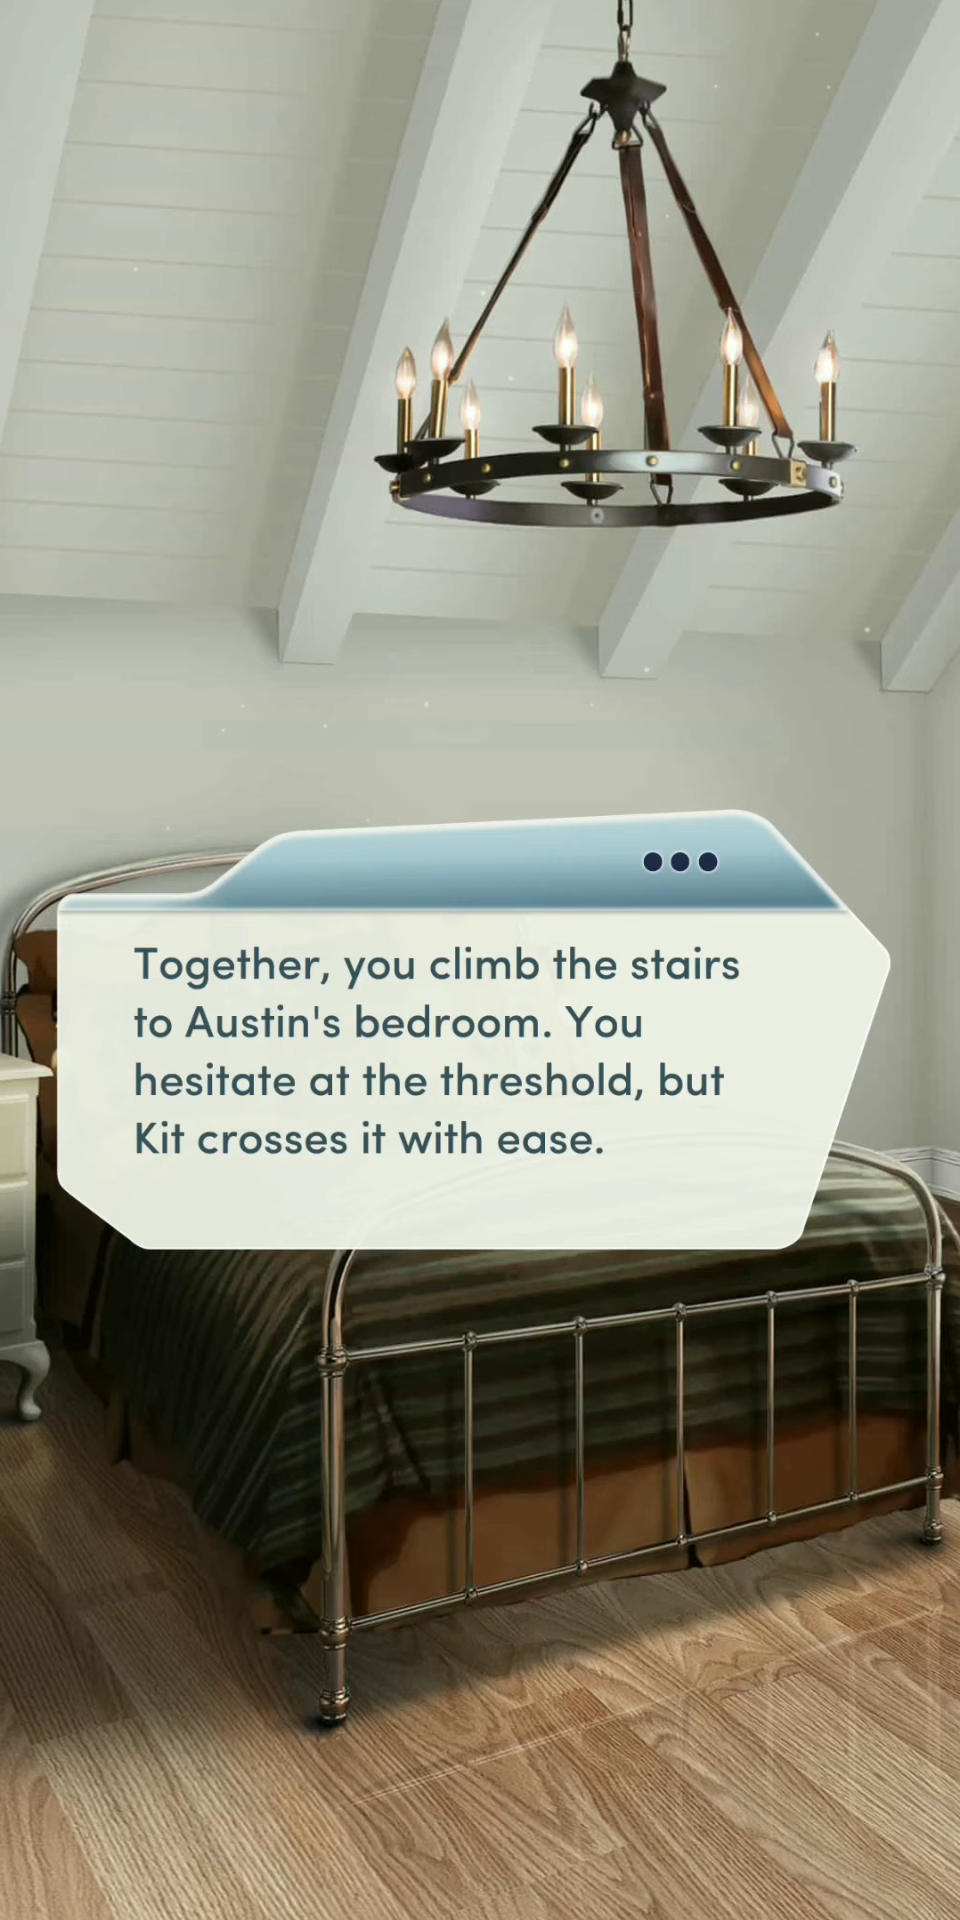 Together, you climb the stairs
to Austin's bedroom. You
hesitate at the threshold, but
Kit crosses it with ease.